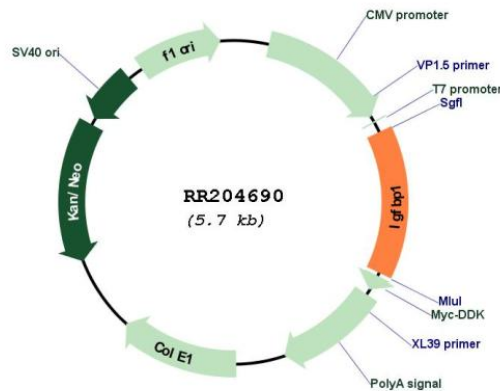 CMV promoter
VP1.5 primer
T7 promoter
SgfI
Igfbp1
MluI
Myc-DDK
XL39 primer
PolyA signal
Col E1
Kan/Neo
SV40 ori
f1 ori
RR204690
(5.7 kb)